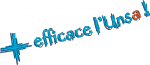 + efficace l'Unsa !